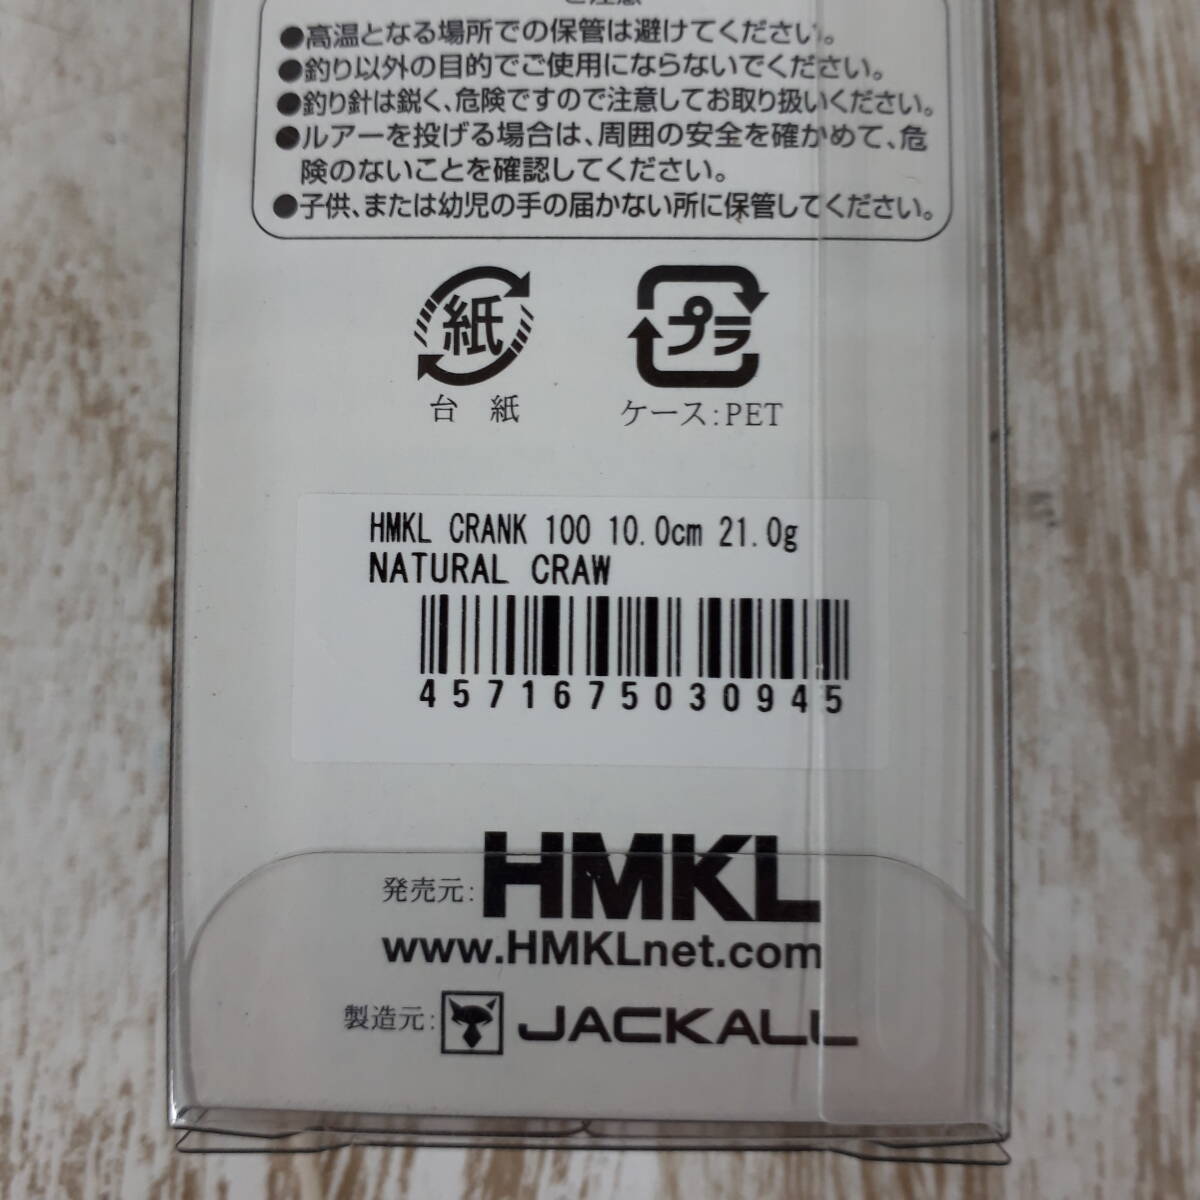 ご注意
●高温となる場所での保管は避けてください。
●釣り以外の目的でご使用にならないでください。
●釣り針は鋭く、危険ですので注意してお取り扱いください。
●ルアーを投げる場合は、周囲の安全を確かめて、危
険のないことを確認してください。
●子供、または幼児の手の届かない所に保管してください。
紙
プラ
台紙
ケース:PET
HMKL CRANK 100 10.0cm 21.0g
NATURAL CRAW
4571675030945
発売元: HMKL
www.HMKLnet.com
製造元: JACKALL